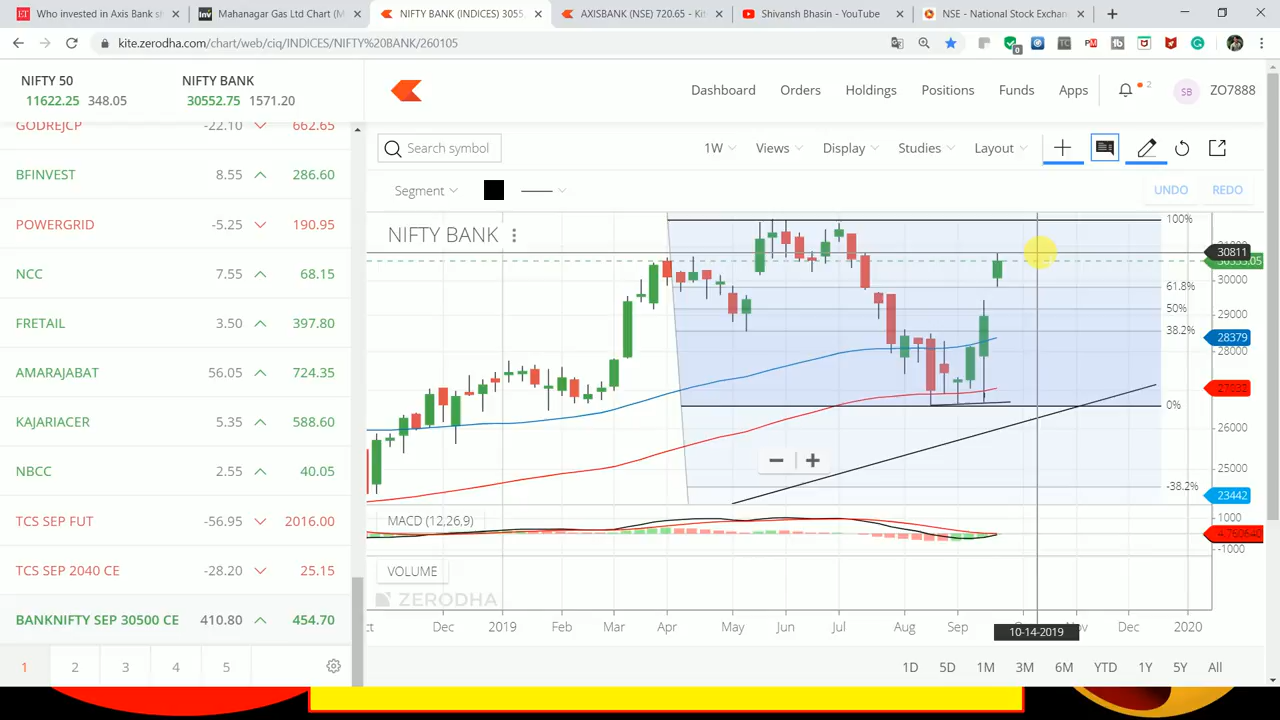 Who invested in Axis Bank sh
Mahanagar Gas Ltd Chart (M
NIFTY BANK (INDICES) 3055
AXISBANK (NSE) 720.65 - Kit
Shivansh Bhasin - YouTube
NSE - National Stock Exchan
kite.zerodha.com/chart/web/ciq/INDICES/NIFTY%20BANK/260105
NIFTY 50
11622.25 348.05
NIFTY BANK
30552.75 1571.20
Dashboard Orders Holdings Positions Funds Apps 2 SB ZO7888
GODREJCP -22.10 662.65
BFINVEST 8.55 286.60
POWERGRID -5.25 190.95
NCC 7.55 68.15
FRETAIL 3.50 397.80
AMARAJABAT 56.05 724.35
KAJARIACER 5.35 588.60
NBCC 2.55 40.05
TCS SEP FUT -56.95 2016.00
TCS SEP 2040 CE -28.20 25.15
BANKNIFTY SEP 30500 CE 410.80 454.70
1 2 3 4 5
Search symbol 1W Views Display Studies Layout
Segment UNDO REDO
NIFTY BANK
100%
61.8%
50%
38.2%
0%
-38.2%
30811
30000
29000
28379
28000
26000
25000
23442
MACD (12,26,9)
1000
-1000
VOLUME
ZERODHA
Dec 2019 Feb Mar Apr May Jun Jul Aug Sep Dec 2020
10-14-2019
1D 5D 1M 3M 6M YTD 1Y 5Y All